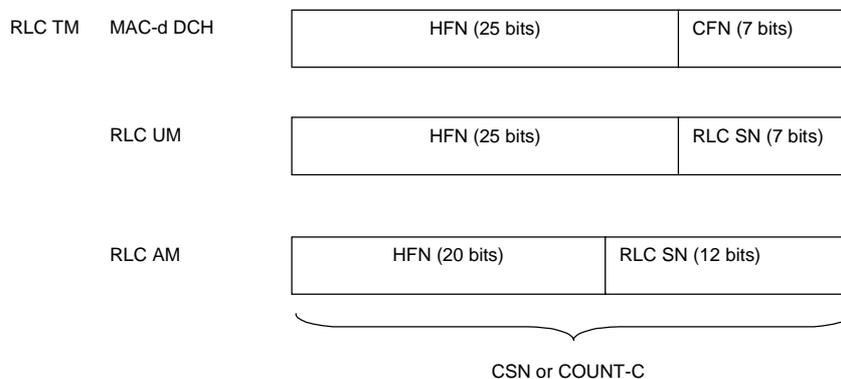 RLC TM MAC-d DCH HFN (25 bits) CFN (7 bits)
RLC UM HFN (25 bits) RLC SN (7 bits)
RLC AM HFN (20 bits) RLC SN (12 bits)
CSN or COUNT-C